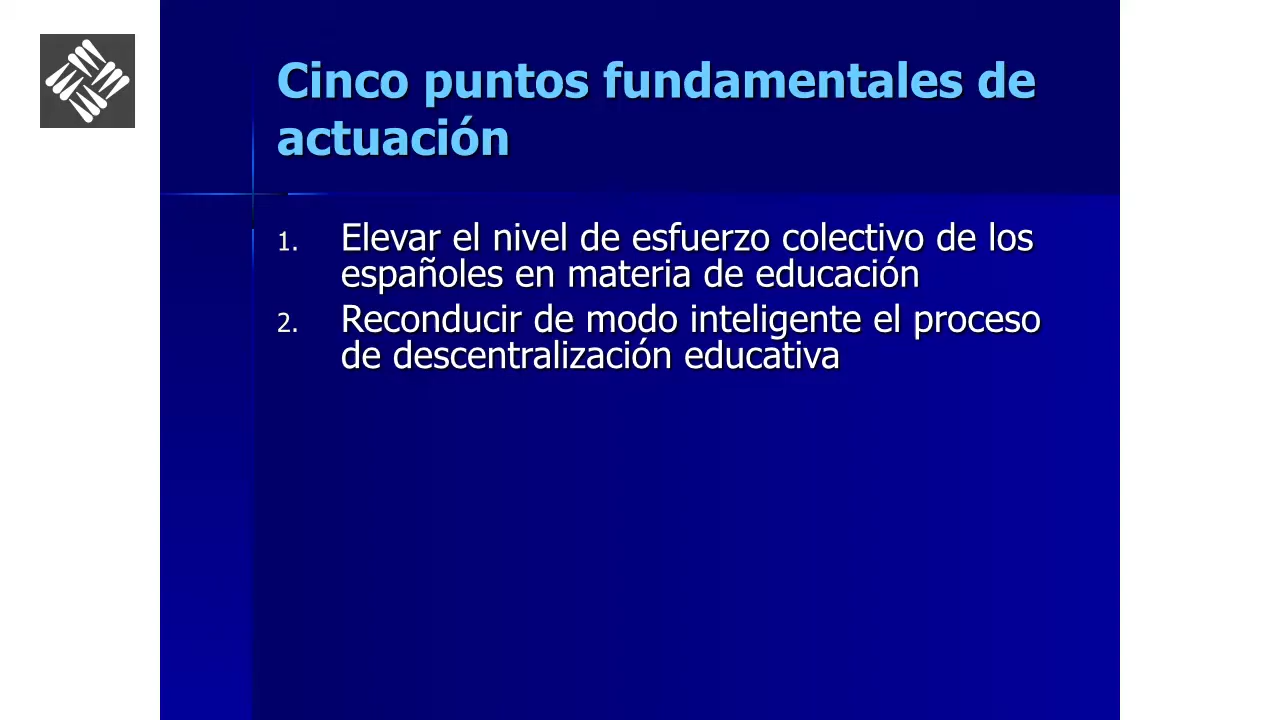 Cinco puntos fundamentales de
actuación
1. Elevar el nivel de esfuerzo colectivo de los
españoles en materia de educación
2. Reconducir de modo inteligente el proceso
de descentralización educativa